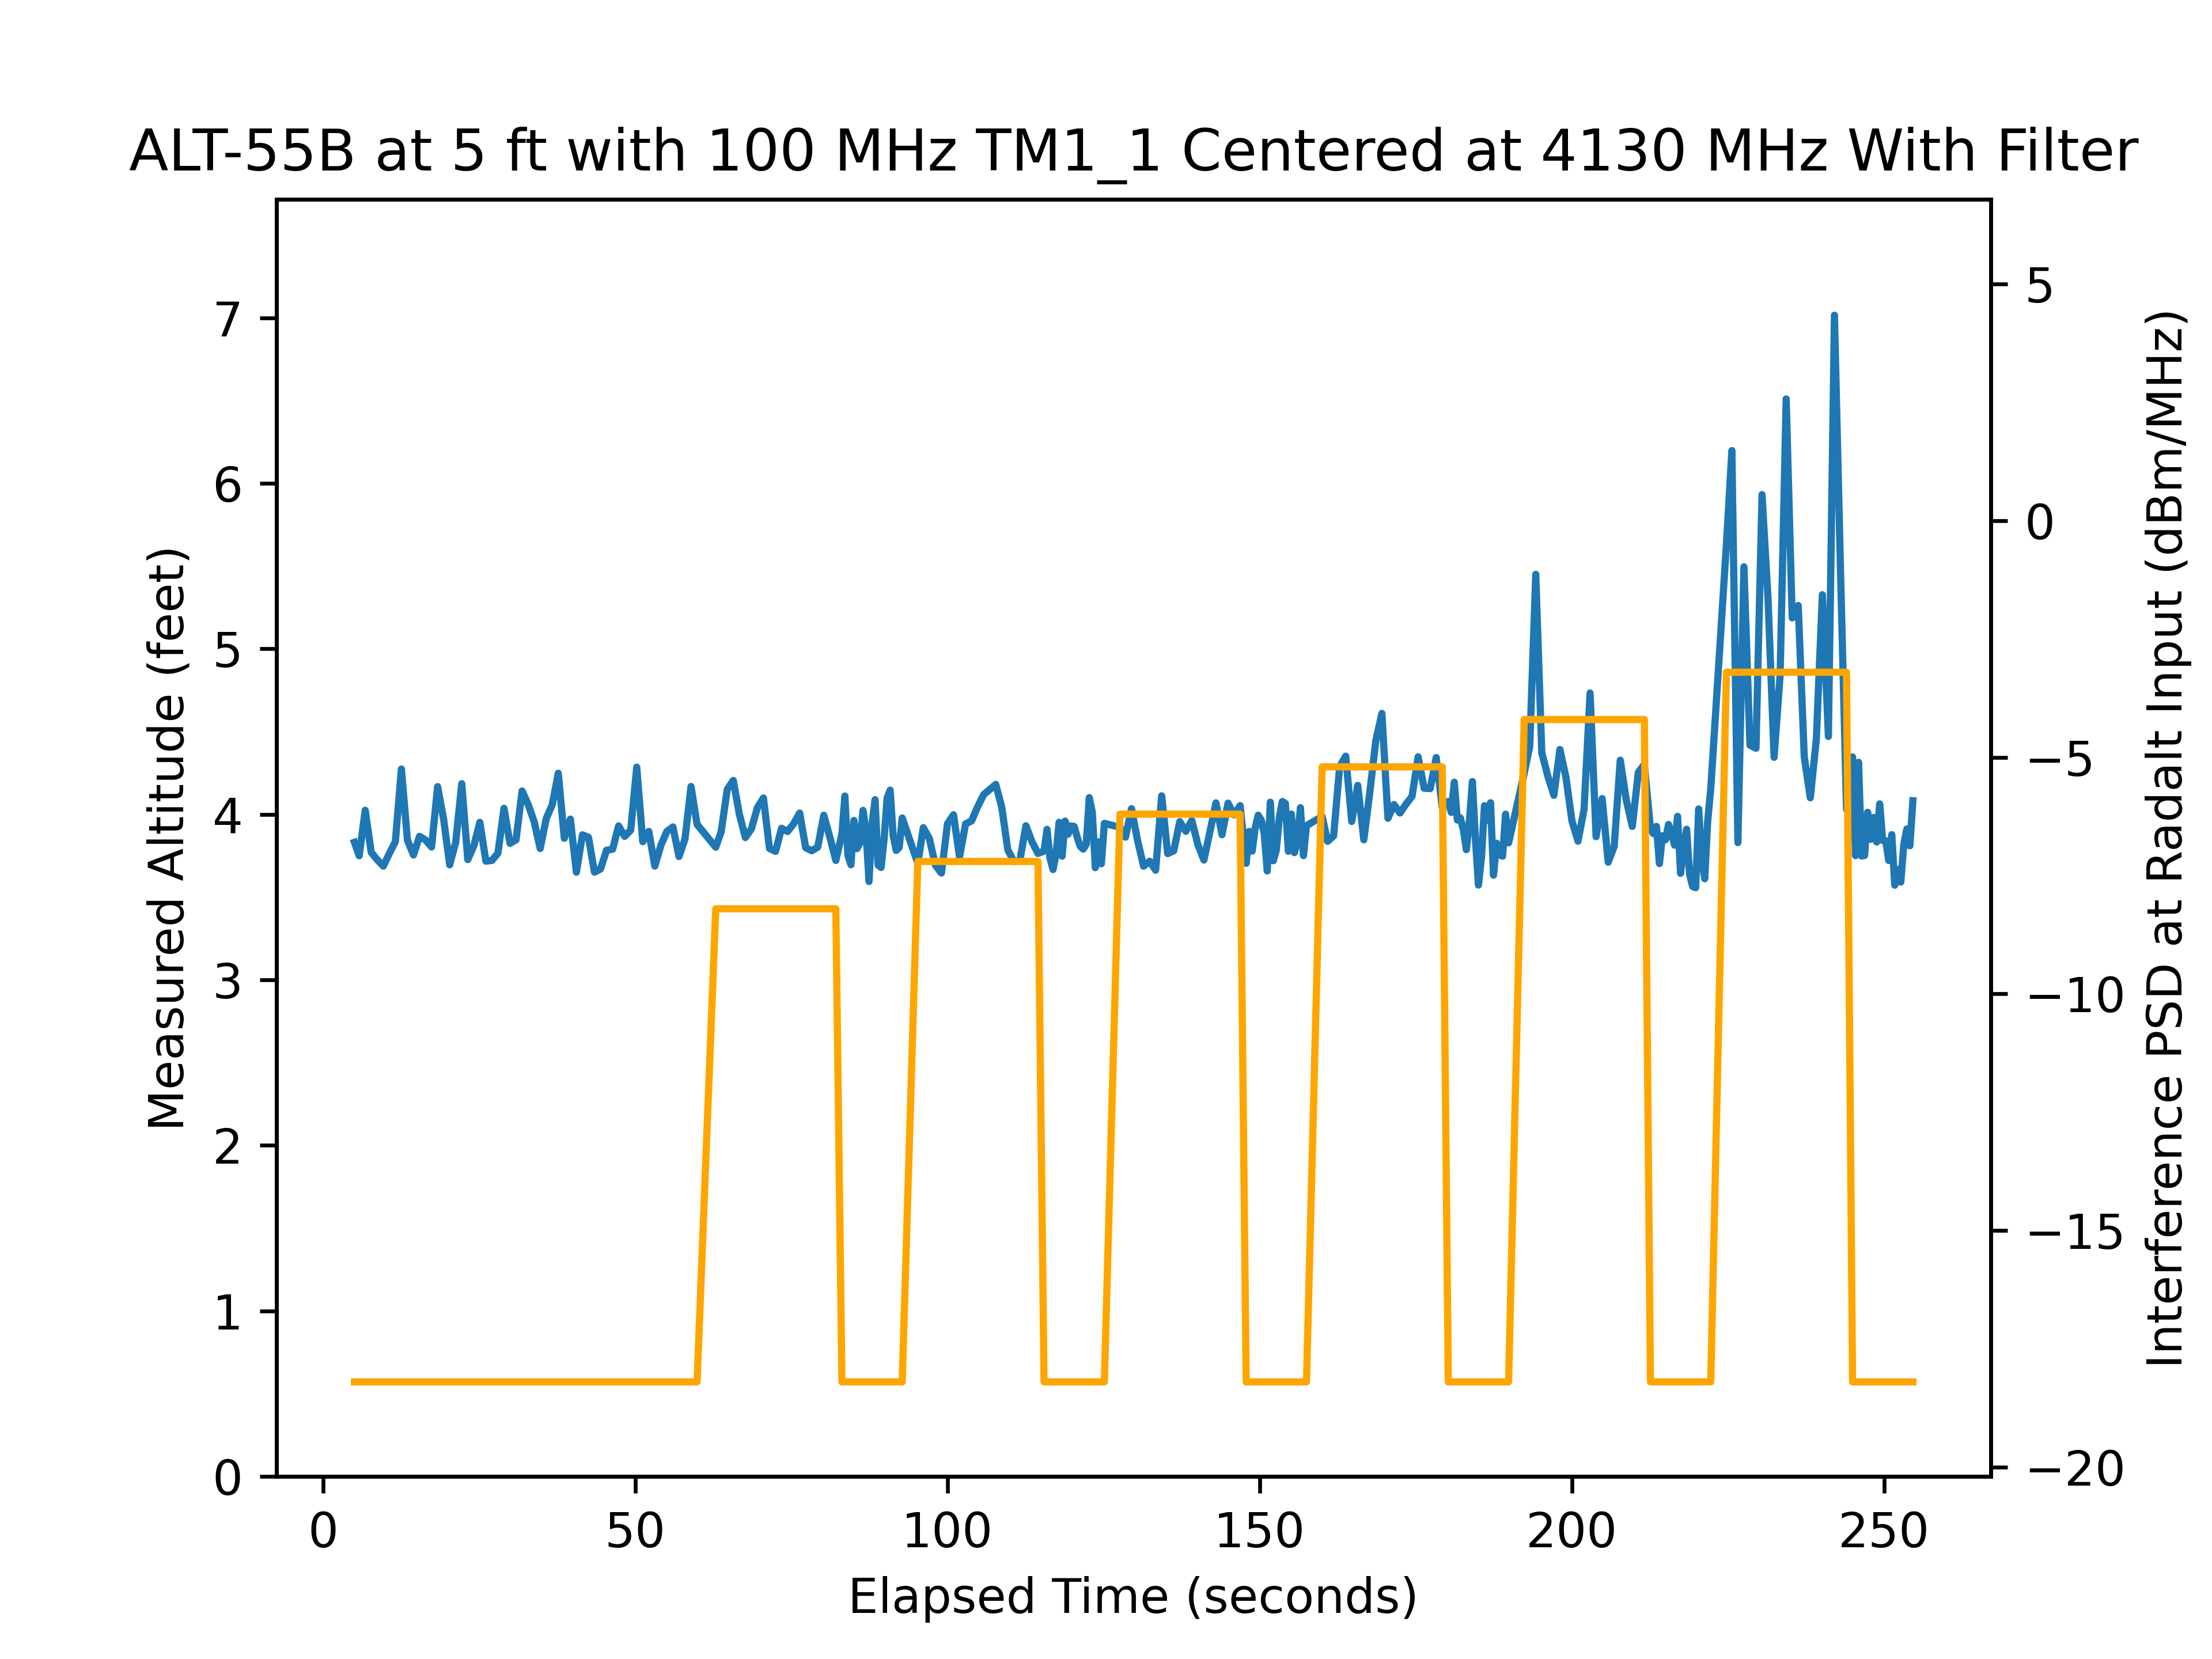 ALT-55B at 5 ft with 100 MHz TM1_1 Centered at 4130 MHz With Filter
Measured Altitude (feet)
7
6
5
4
3
2
1
0
0 50 100 150 200 250
Elapsed Time (seconds)
5
0
−5
−10
−15
−20
Interference PSD at Radalt Input (dBm/MHz)